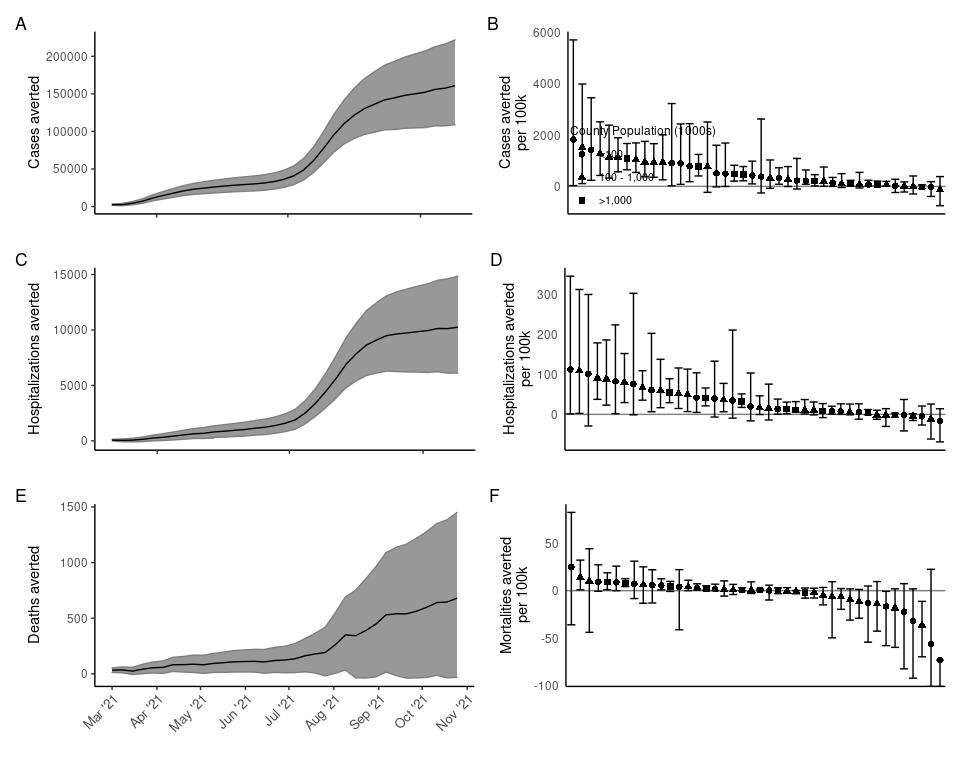 A
Cases averted
200000
150000
100000
50000
0
B
Cases averted
per 100k
6000
4000
2000
0
County Population (1000s)
100 - 1,000
>1,000
C
Hospitalizations averted
15000
10000
5000
0
D
Hospitalizations averted
per 100k
300
200
100
0
E
Deaths averted
1500
1000
500
0
Mar '21
Apr '21
May '21
Jun '21
Jul '21
Aug '21
Sep '21
Oct '21
Nov '21
F
Mortalities averted
per 100k
50
0
-50
-100